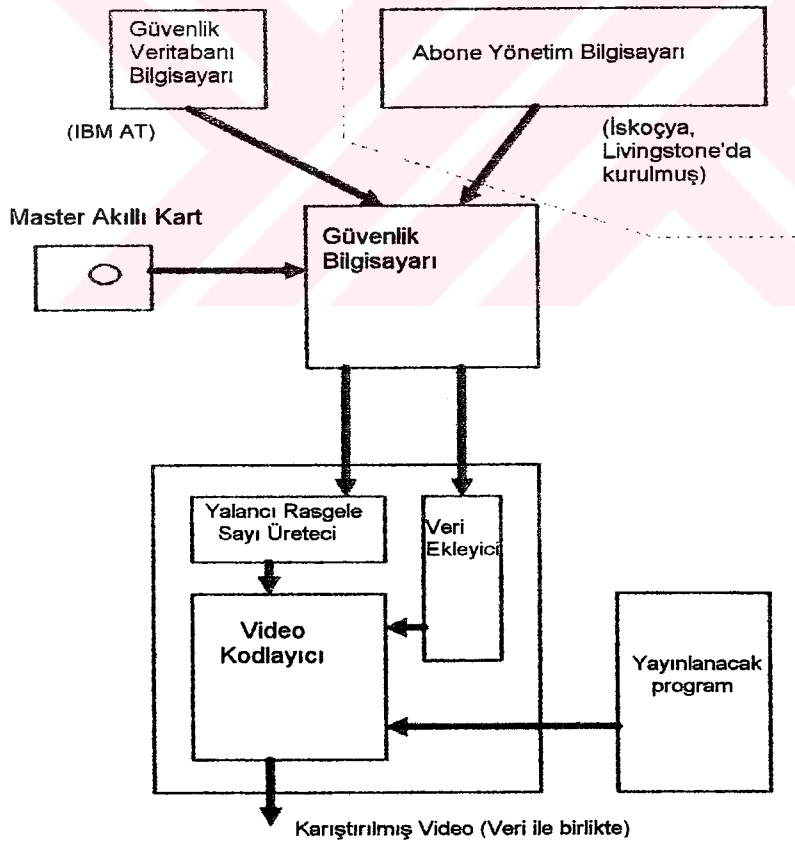 Güvenlik
Veritabanı
Bilgisayarı
Abone Yönetim Bilgisayarı
(IBM AT)
(İskoçya,
Livingstone'da
kurulmuş)
Master Akıllı Kart
Güvenlik
Bilgisayarı
Yalancı Rasgele
Sayı Üreteci
Veri
Ekleyici
Video
Kodlayıcı
Yayınlanacak
program
Karıştırılmış Video (Veri ile birlikte)